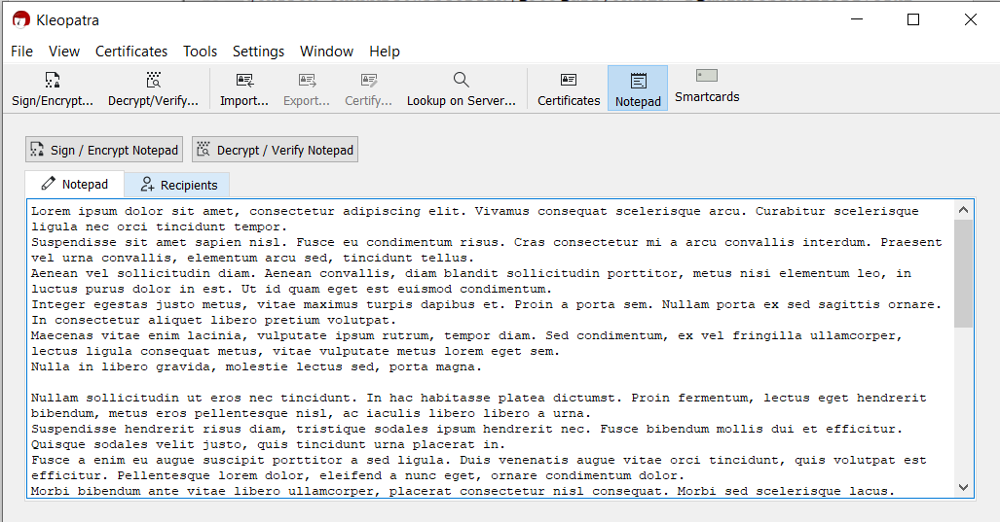 Kleopatra
File View Certificates Tools Settings Window Help
Sign/Encrypt... Decrypt/Verify... Import... Export... Certify... Lookup on Server... Certificates Notepad Smartcards
Sign / Encrypt Notepad Decrypt / Verify Notepad
Notepad Recipients
Lorem ipsum dolor sit amet, consectetur adipiscing elit. Vivamus consequat scelerisque arcu. Curabitur scelerisque
ligula nec orci tincidunt tempor.
Suspendisse sit amet sapien nisl. Fusce eu condimentum risus. Cras consectetur mi a arcu convallis interdum. Praesent
vel urna convallis, elementum arcu sed, tincidunt tellus.
Aenean vel sollicitudin diam. Aenean convallis, diam blandit sollicitudin porttitor, metus nisi elementum leo, in
luctus purus dolor in est. Ut id quam eget est euismod condimentum.
Integer egestas justo metus, vitae maximus turpis dapibus et. Proin a porta sem. Nullam porta ex sed sagittis ornare.
In consectetur aliquet libero pretium volutpat.
Maecenas vitae enim lacinia, vulputate ipsum rutrum, tempor diam. Sed condimentum, ex vel fringilla ullamcorper,
lectus ligula consequat metus, vitae vulputate metus lorem eget sem.
Nulla in libero gravida, molestie lectus sed, porta magna.
Nullam sollicitudin ut eros nec tincidunt. In hac habitasse platea dictumst. Proin fermentum, lectus eget hendrerit
bibendum, metus eros pellentesque nisl, ac iaculis libero libero a urna.
Suspendisse hendrerit risus diam, tristique sodales ipsum hendrerit nec. Fusce bibendum mollis dui et efficitur.
Quisque sodales velit justo, quis tincidunt urna placerat in.
Fusce a enim eu augue suscipit porttitor a sed ligula. Duis venenatis augue vitae orci tincidunt, quis volutpat est
efficitur. Pellentesque lorem dolor, eleifend a nunc eget, ornare condimentum dolor.
Morbi bibendum ante vitae libero ullamcorper, placerat consectetur nisl consequat. Morbi sed scelerisque lacus.